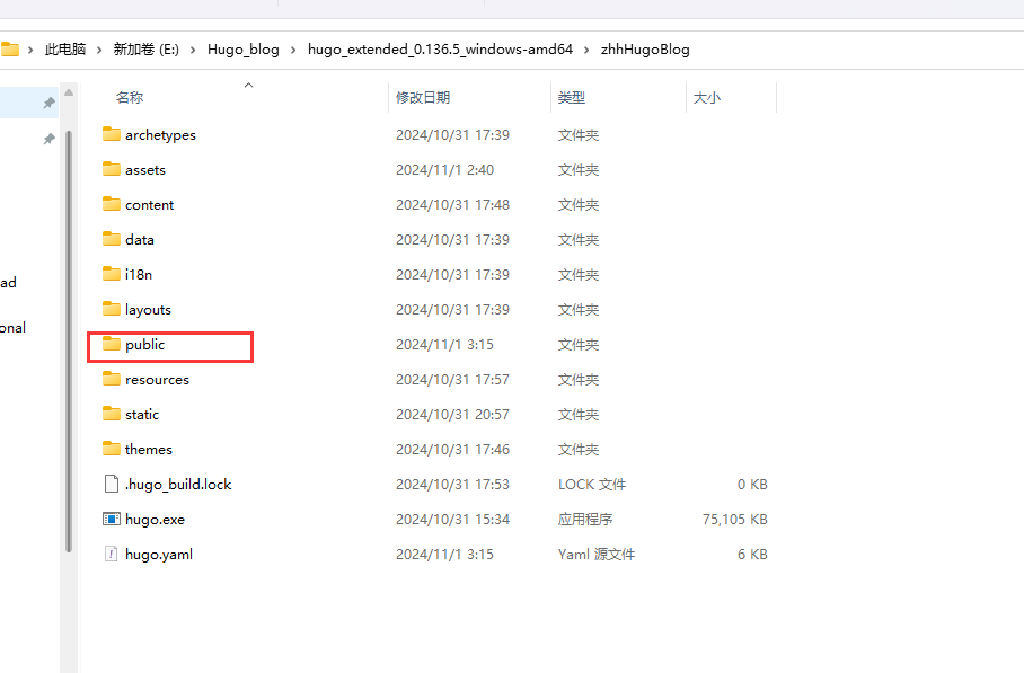 此电脑 › 新加卷 (E:) › Hugo_blog › hugo_extended_0.136.5_windows-amd64 › zhhHugoBlog
名称 修改日期 类型 大小
archetypes 2024/10/31 17:39 文件夹
assets 2024/11/1 2:40 文件夹
content 2024/10/31 17:48 文件夹
data 2024/10/31 17:39 文件夹
i18n 2024/10/31 17:39 文件夹
ad
layouts 2024/10/31 17:39 文件夹
onal
public 2024/11/1 3:15 文件夹
resources 2024/10/31 17:57 文件夹
static 2024/10/31 20:57 文件夹
themes 2024/10/31 17:46 文件夹
.hugo_build.lock 2024/10/31 17:53 LOCK 文件 0 KB
hugo.exe 2024/10/31 15:34 应用程序 75,105 KB
hugo.yaml 2024/11/1 3:15 Yaml 源文件 6 KB